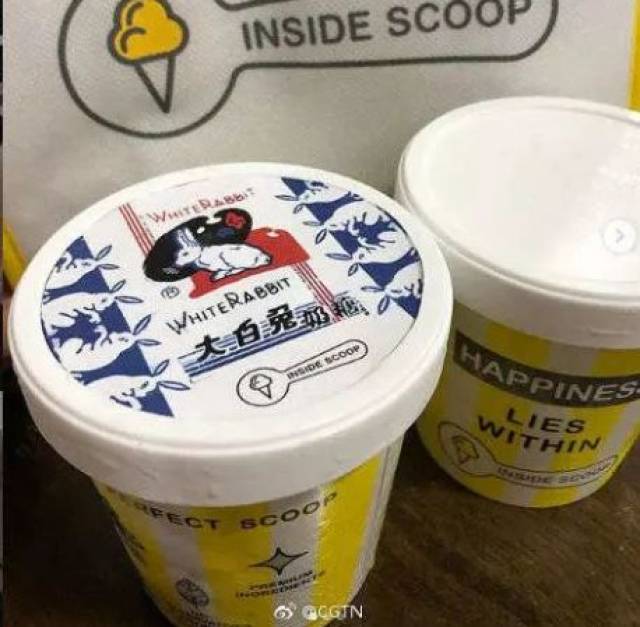 INSIDE SCOOP
WHITE RABBIT
WHITE RABBIT
大白兔奶糖
INSIDE SCOOP
HAPPINESS
LIES
WITHIN
INSIDE SCOOP
PERFECT SCOOP
PREMIUM
INGREDIENTS
@CGTN